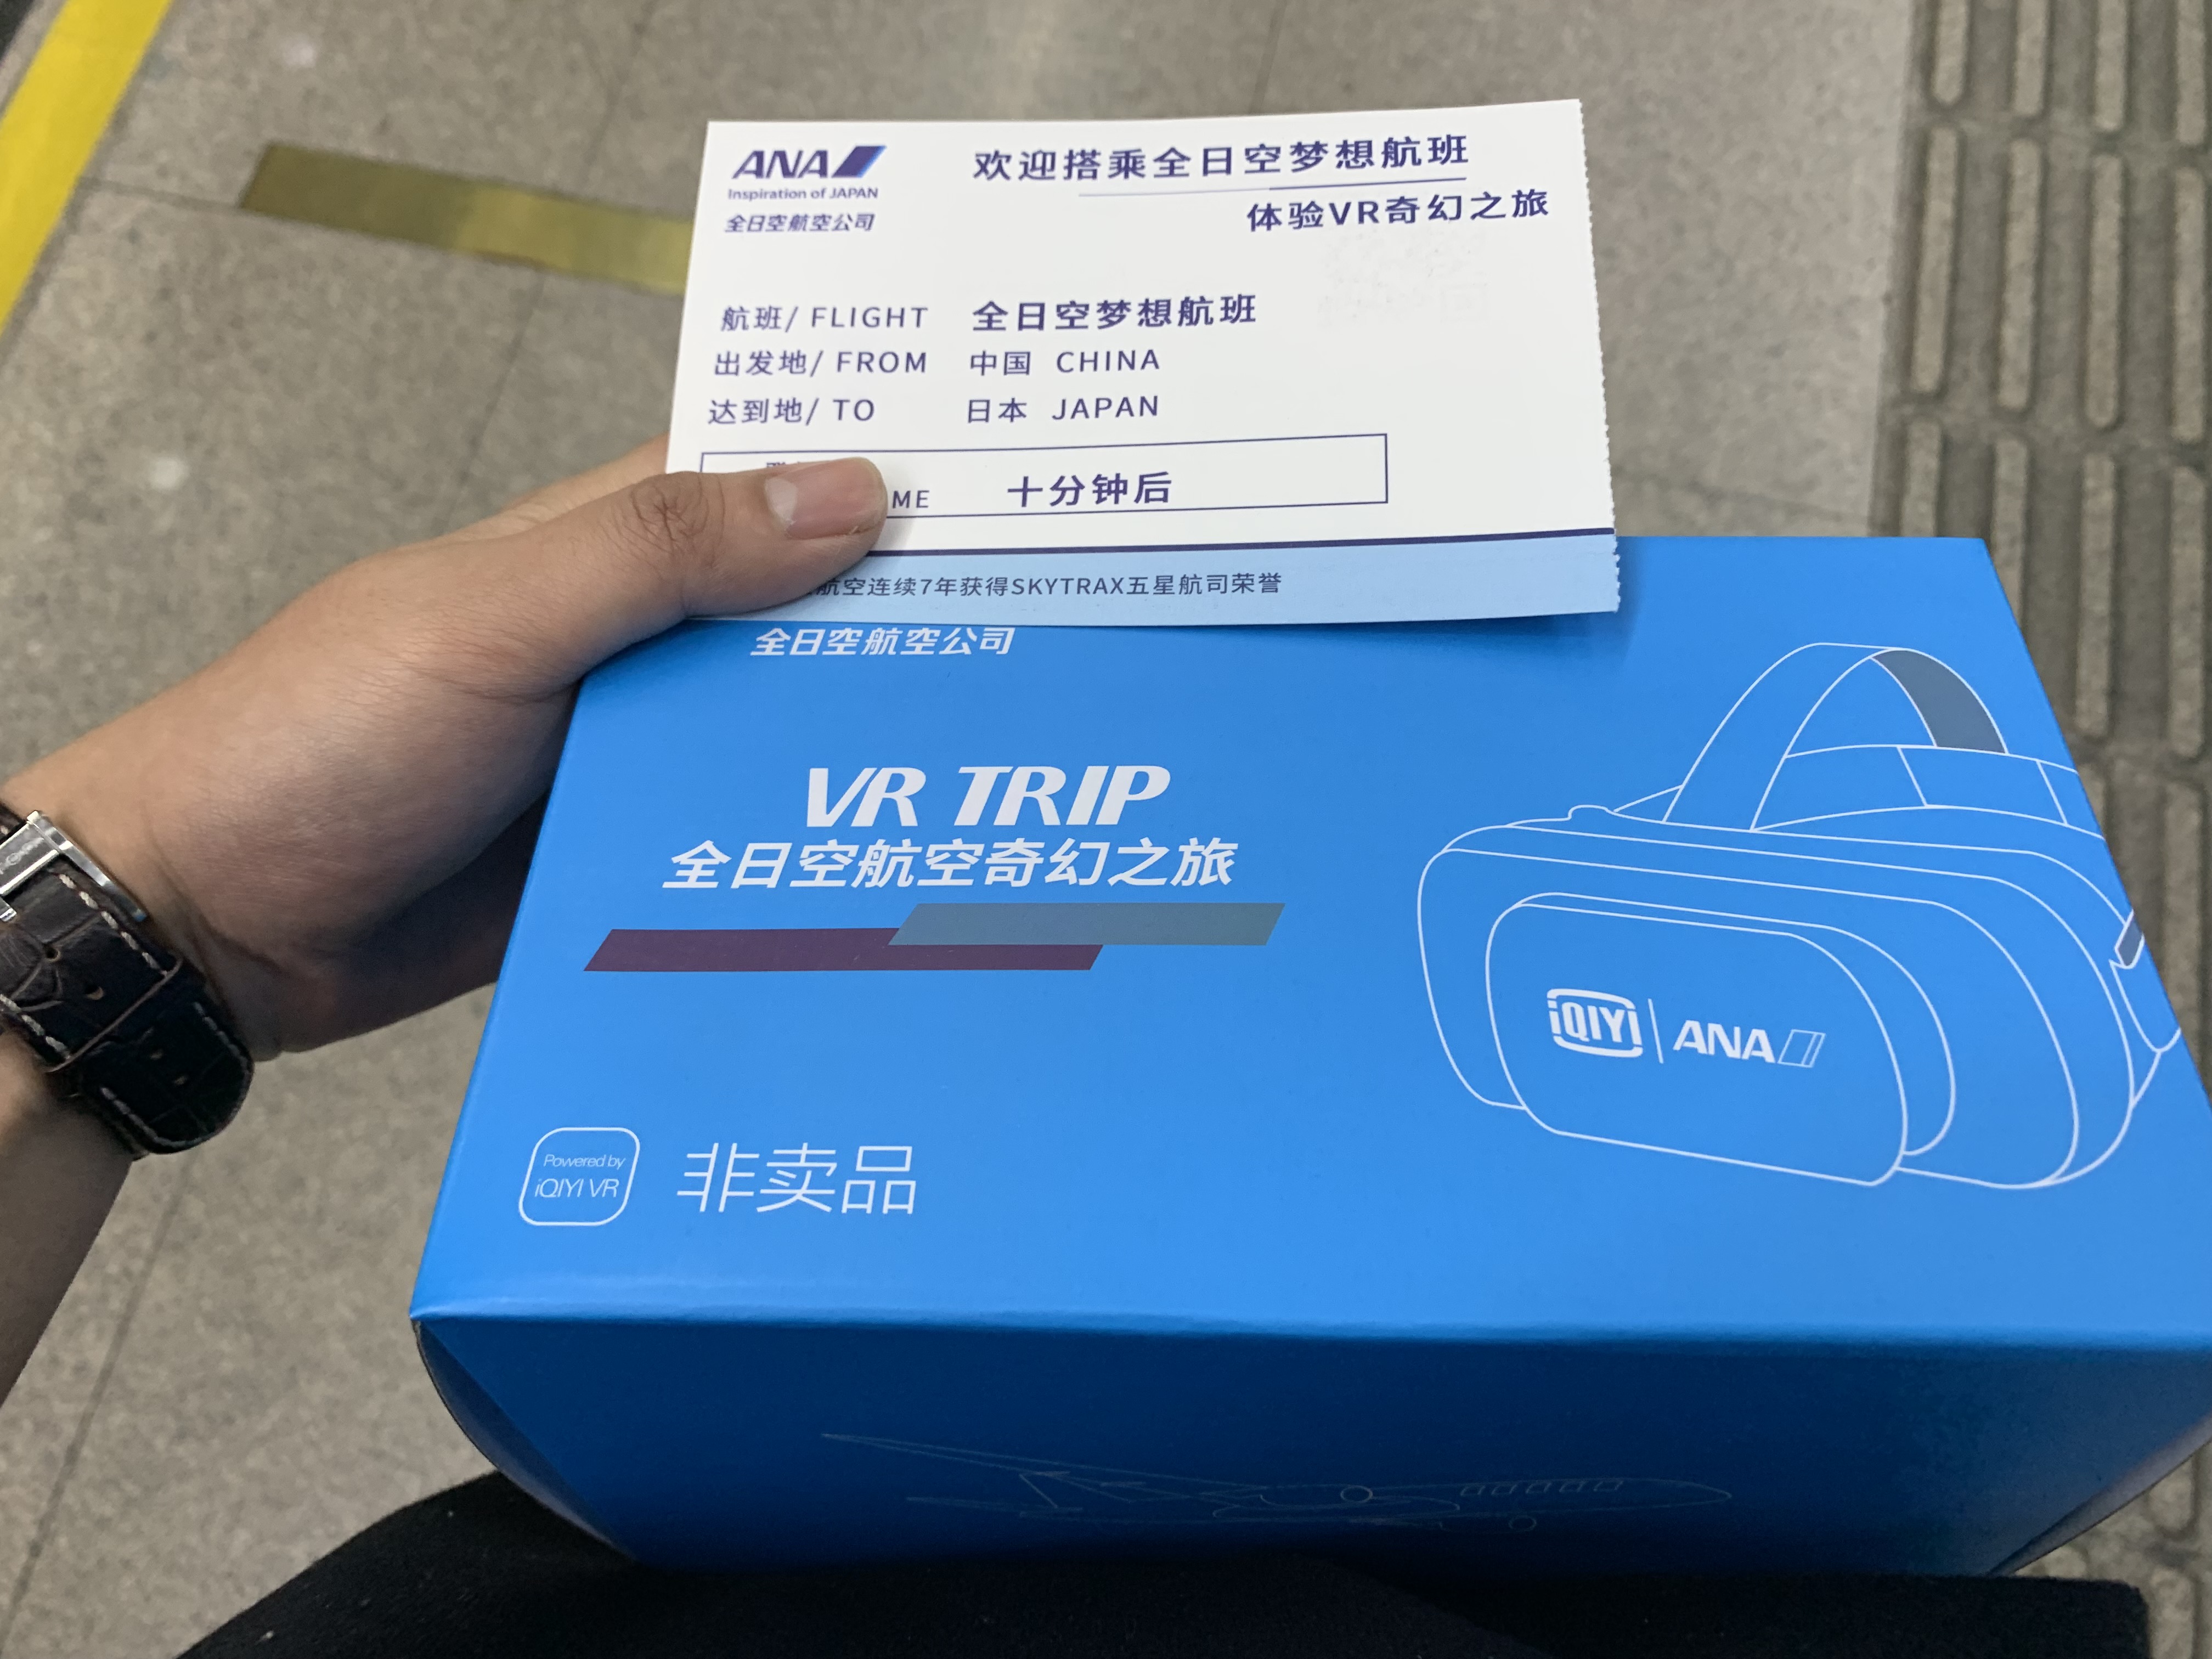 ANA
Inspiration of JAPAN
全日空航空公司
欢迎搭乘全日空梦想航班
体验VR奇幻之旅
航班/ FLIGHT 全日空梦想航班
出发地/ FROM 中国 CHINA
达到地/ TO 日本 JAPAN
ME 十分钟后
航空连续7年获得SKYTRAX五星航司荣誉
全日空航空公司
VR TRIP
全日空航空奇幻之旅
iQIYI | ANA
Powered by
iQIYI VR
非卖品